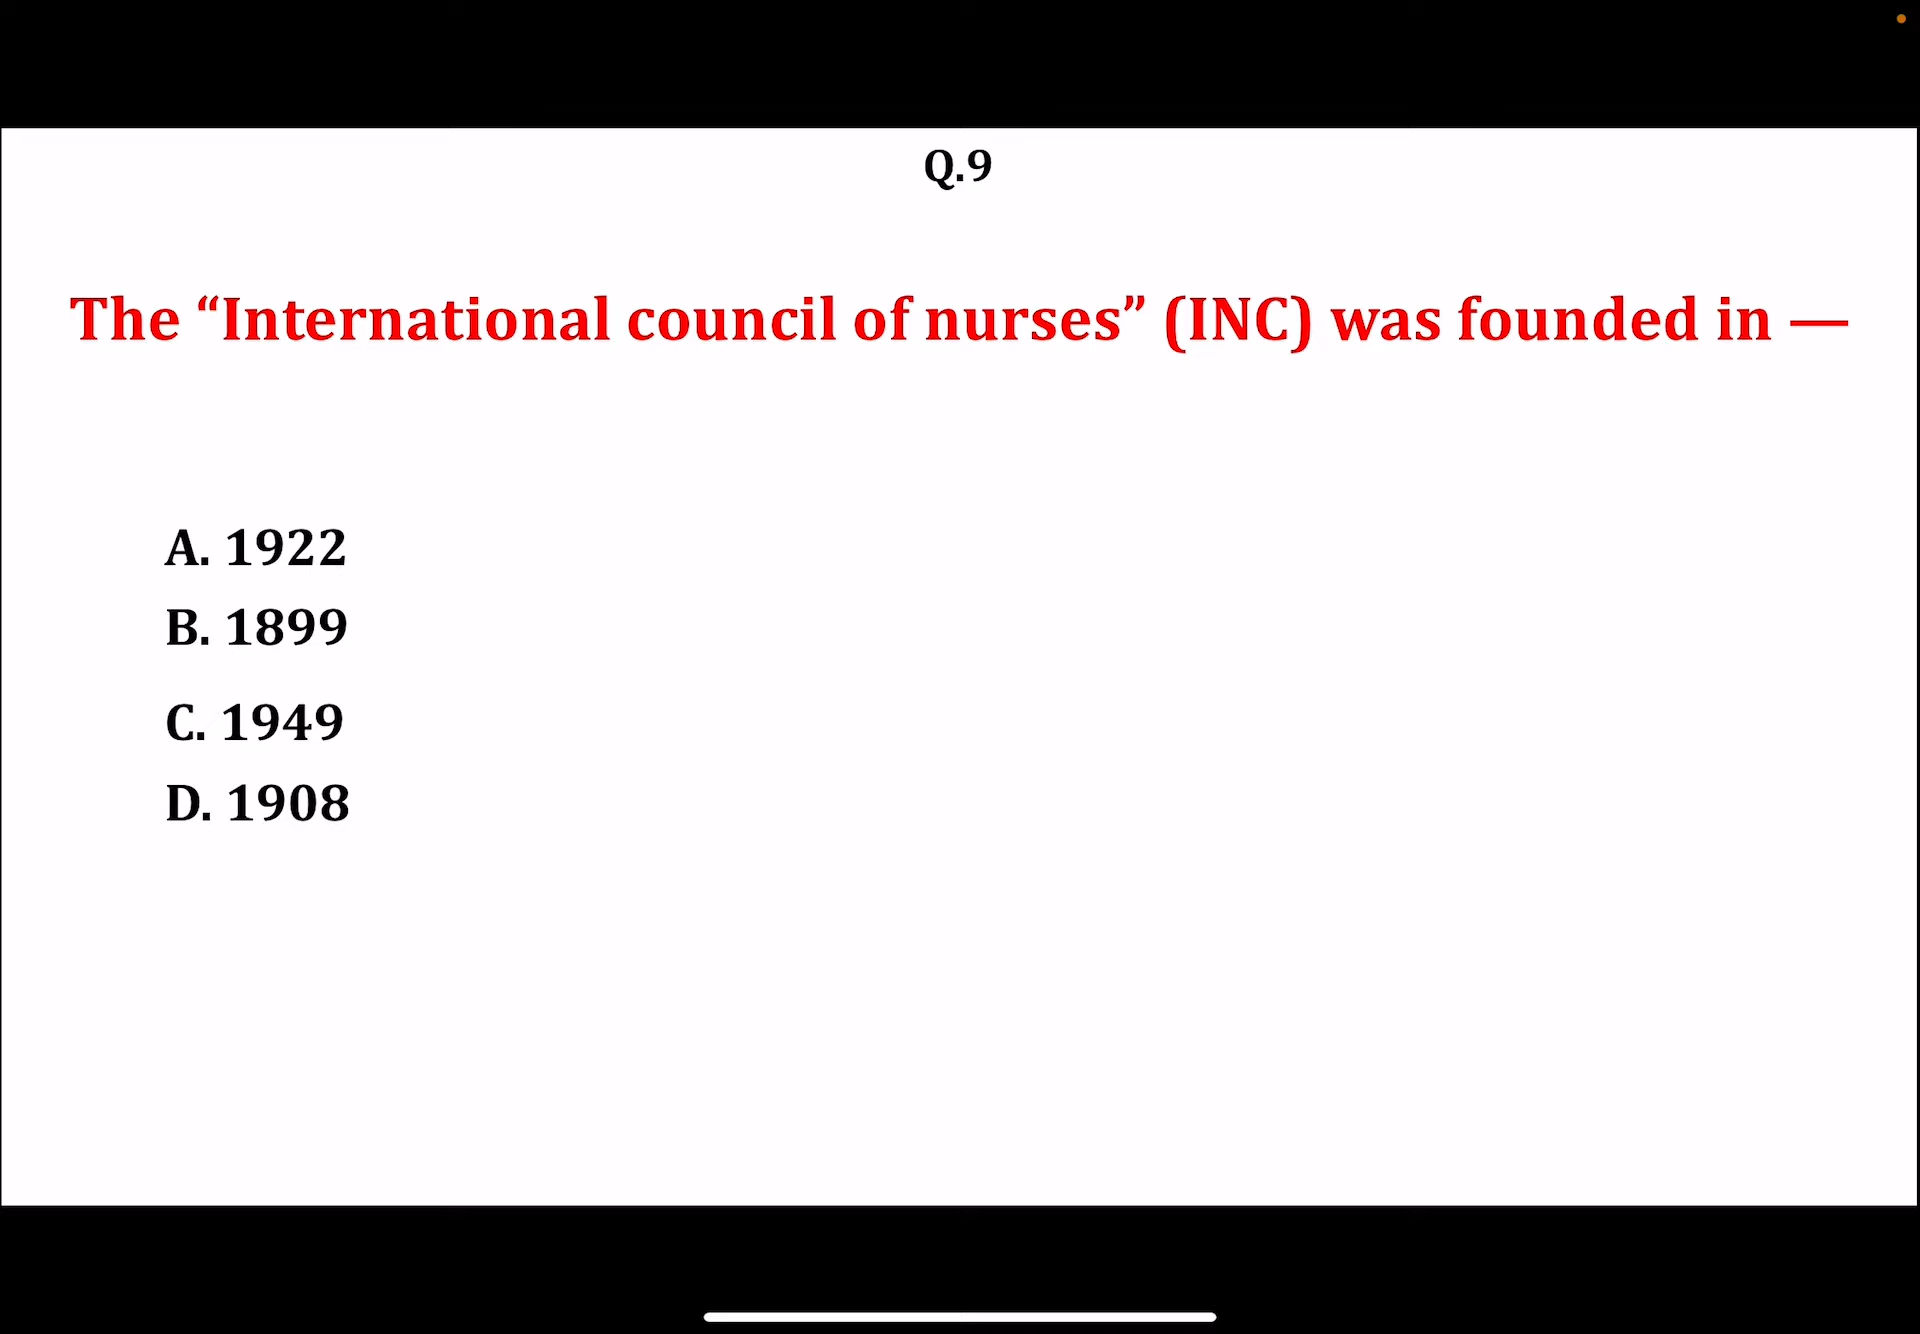 Q.9
The “International council of nurses” (INC) was founded in —
A. 1922
B. 1899
C. 1949
D. 1908